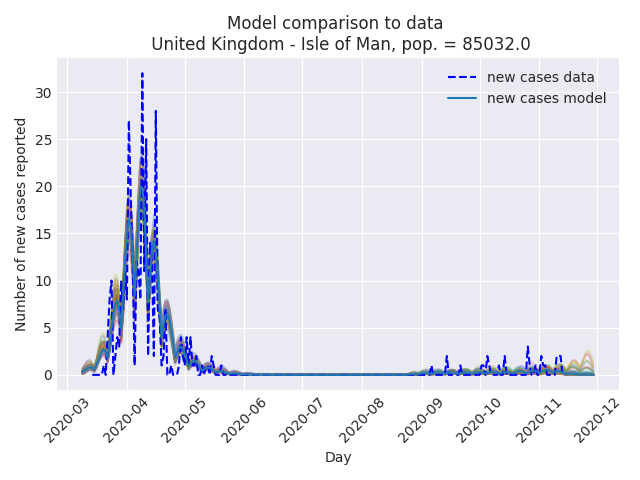 Model comparison to data
United Kingdom - Isle of Man, pop. = 85032.0
new cases data
new cases model
Number of new cases reported
30
25
20
15
10
5
0
2020-03
2020-04
2020-05
2020-06
2020-07
2020-08
2020-09
2020-10
2020-11
2020-12
Day